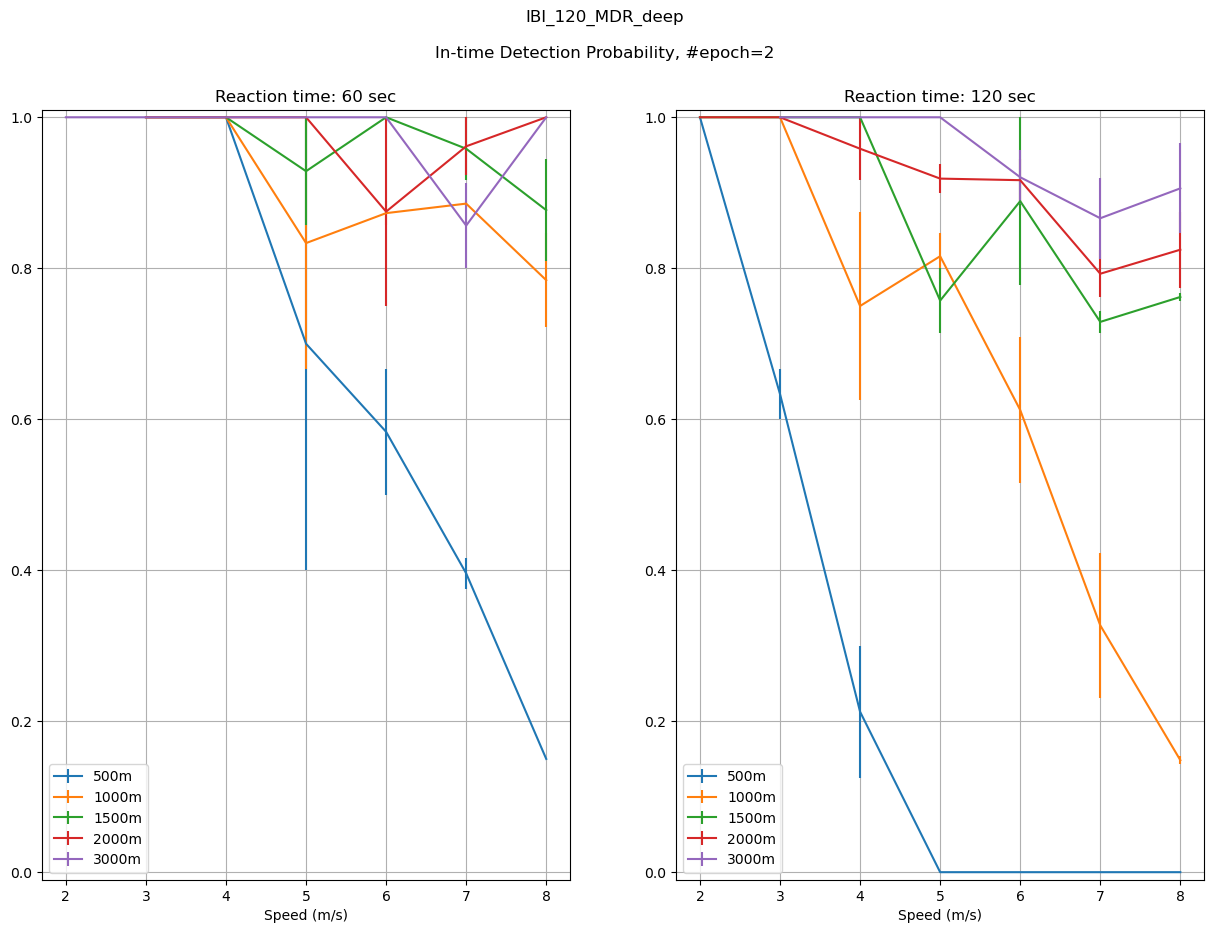 IBI_120_MDR_deep
In-time Detection Probability, #epoch=2
Reaction time: 60 sec
1.0
0.8
0.6
0.4
0.2
0.0
500m
1000m
1500m
2000m
3000m
2 3 4 5 6 7 8
Speed (m/s)
Reaction time: 120 sec
1.0
0.8
0.6
0.4
0.2
0.0
500m
1000m
1500m
2000m
3000m
2 3 4 5 6 7 8
Speed (m/s)